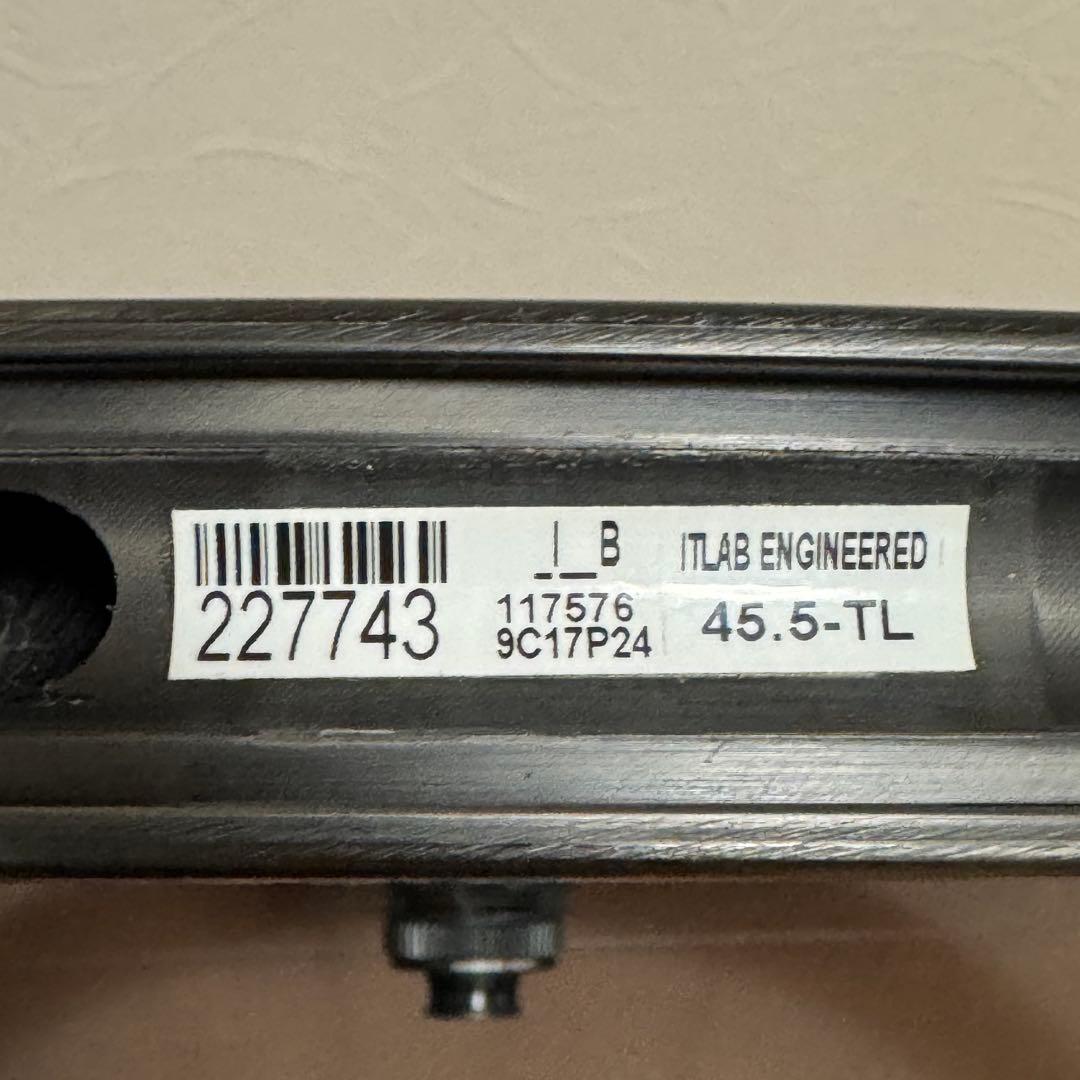 _I_B
ITLAB ENGINEERED
227743
117576
9C17P24
45.5-TL